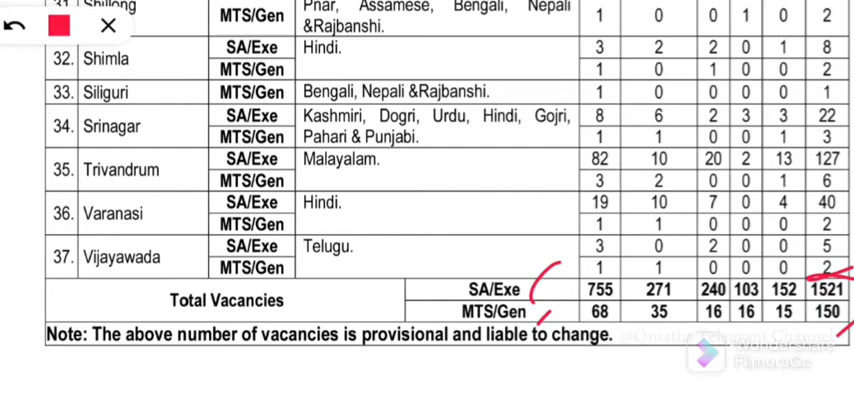 31. Shillong
MTS/Gen Pnar, Assamese, Bengali, Nepali &Rajbanshi. 1 0 0 1 0 2
32. Shimla SA/Exe Hindi. 3 2 2 0 1 8
MTS/Gen 1 0 1 0 0 2
33. Siliguri MTS/Gen Bengali, Nepali &Rajbanshi. 1 0 0 0 0 1
34. Srinagar SA/Exe Kashmiri, Dogri, Urdu, Hindi, Gojri, 8 6 2 3 3 22
MTS/Gen Pahari & Punjabi. 1 1 0 0 1 3
35. Trivandrum SA/Exe Malayalam. 82 10 20 2 13 127
MTS/Gen 3 2 0 0 1 6
36. Varanasi SA/Exe Hindi. 19 10 7 0 4 40
MTS/Gen 1 1 0 0 0 2
37. Vijayawada SA/Exe Telugu. 3 0 2 0 0 5
MTS/Gen 1 1 0 0 0 2
Total Vacancies SA/Exe 755 271 240 103 152 1521
MTS/Gen 68 35 16 16 15 150
Note: The above number of vacancies is provisional and liable to change.
Wondershare
FilmoraGo